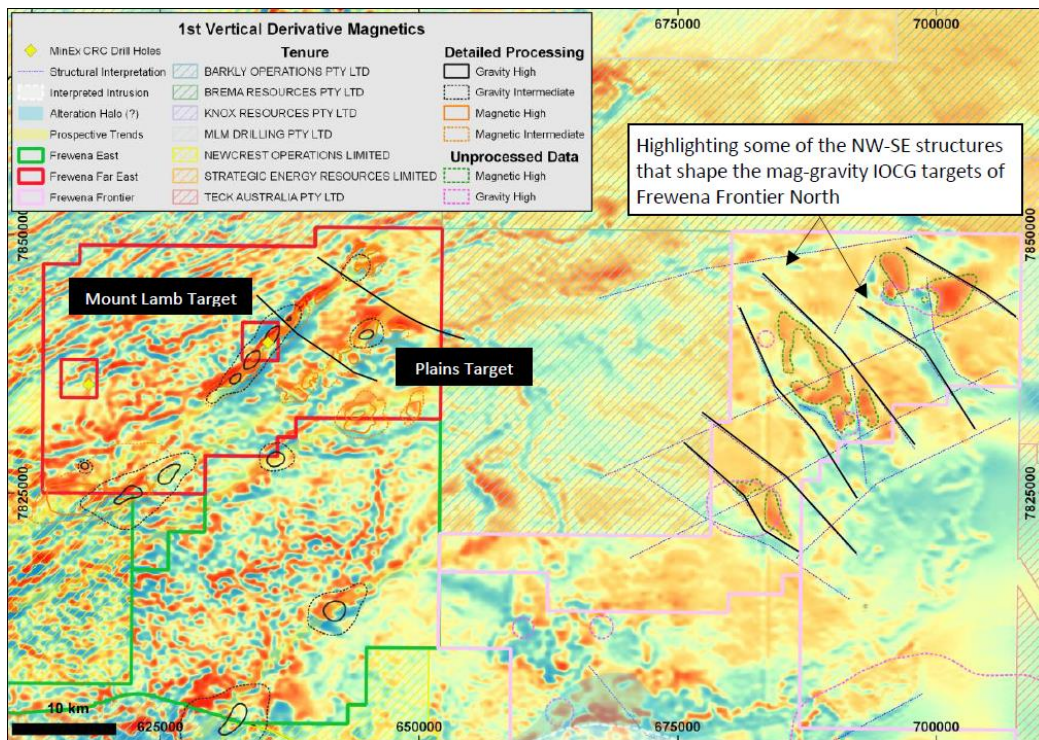 1st Vertical Derivative Magnetics
MinEx CRC Drill Holes
Structural Interpretation
Interpreted Intrusion
Alteration Halo (?)
Prospective Trends
Frewena East
Frewena Far East
Frewena Frontier
Tenure
BARKLY OPERATIONS PTY LTD
BREMA RESOURCES PTY LTD
KNOX RESOURCES PTY LTD
MLM DRILLING PTY LTD
NEWCREST OPERATIONS LIMITED
STRATEGIC ENERGY RESOURCES LIMITED
TECK AUSTRALIA PTY LTD
Detailed Processing
Gravity High
Gravity Intermediate
Magnetic High
Magnetic Intermediate
Unprocessed Data
Magnetic High
Gravity High
675000
700000
Highlighting some of the NW-SE structures
that shape the mag-gravity IOCG targets of
Frewena Frontier North
7850000
7850000
Mount Lamb Target
Plains Target
7825000
7825000
10 km
625000
650000
675000
700000